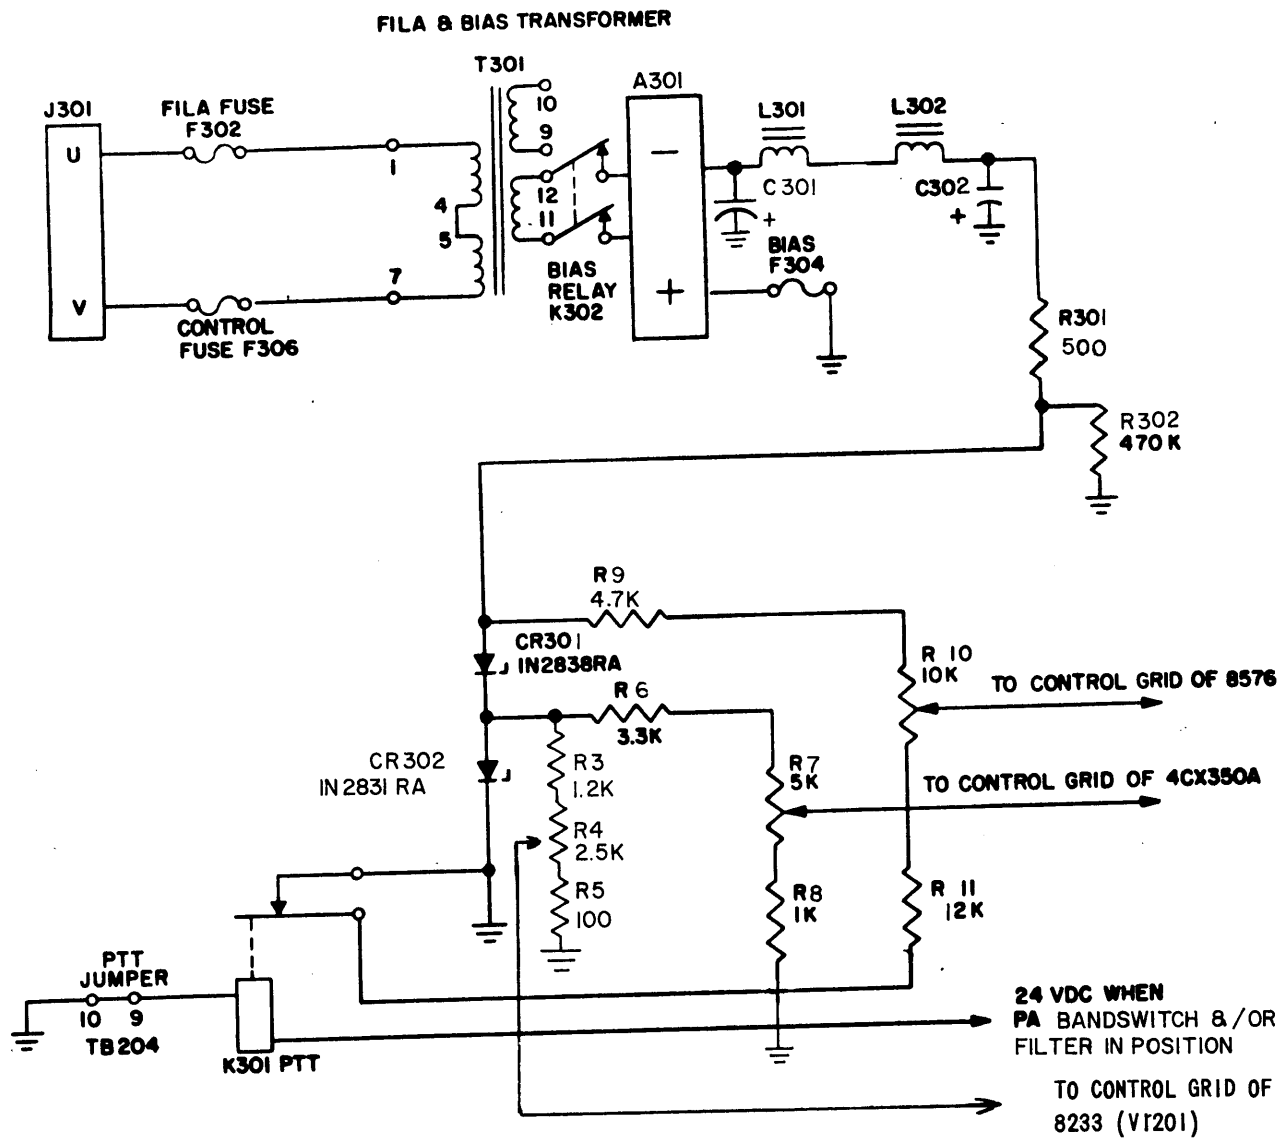 FILA & BIAS TRANSFORMER
T301
A301
J301
FILA FUSE
F302
L301
L302
U
1
10
9
4
12
5
11
−
C301
+
C302
+
BIAS
F304
7
BIAS
RELAY
K302
+
V
CONTROL
FUSE F306
R301
500
R302
470K
R9
4.7K
CR301
IN2838RA
R 10
10K
TO CONTROL GRID OF 8576
R 6
3.3K
CR302
IN2831 RA
R3
1.2K
R7
5K
TO CONTROL GRID OF 4CX350A
R4
2.5K
R5
100
R8
1K
R 11
12K
PTT
JUMPER
10 9
TB204
K301 PTT
24 VDC WHEN
PA BANDSWITCH &/OR
FILTER IN POSITION
TO CONTROL GRID OF
8233 (V1201)